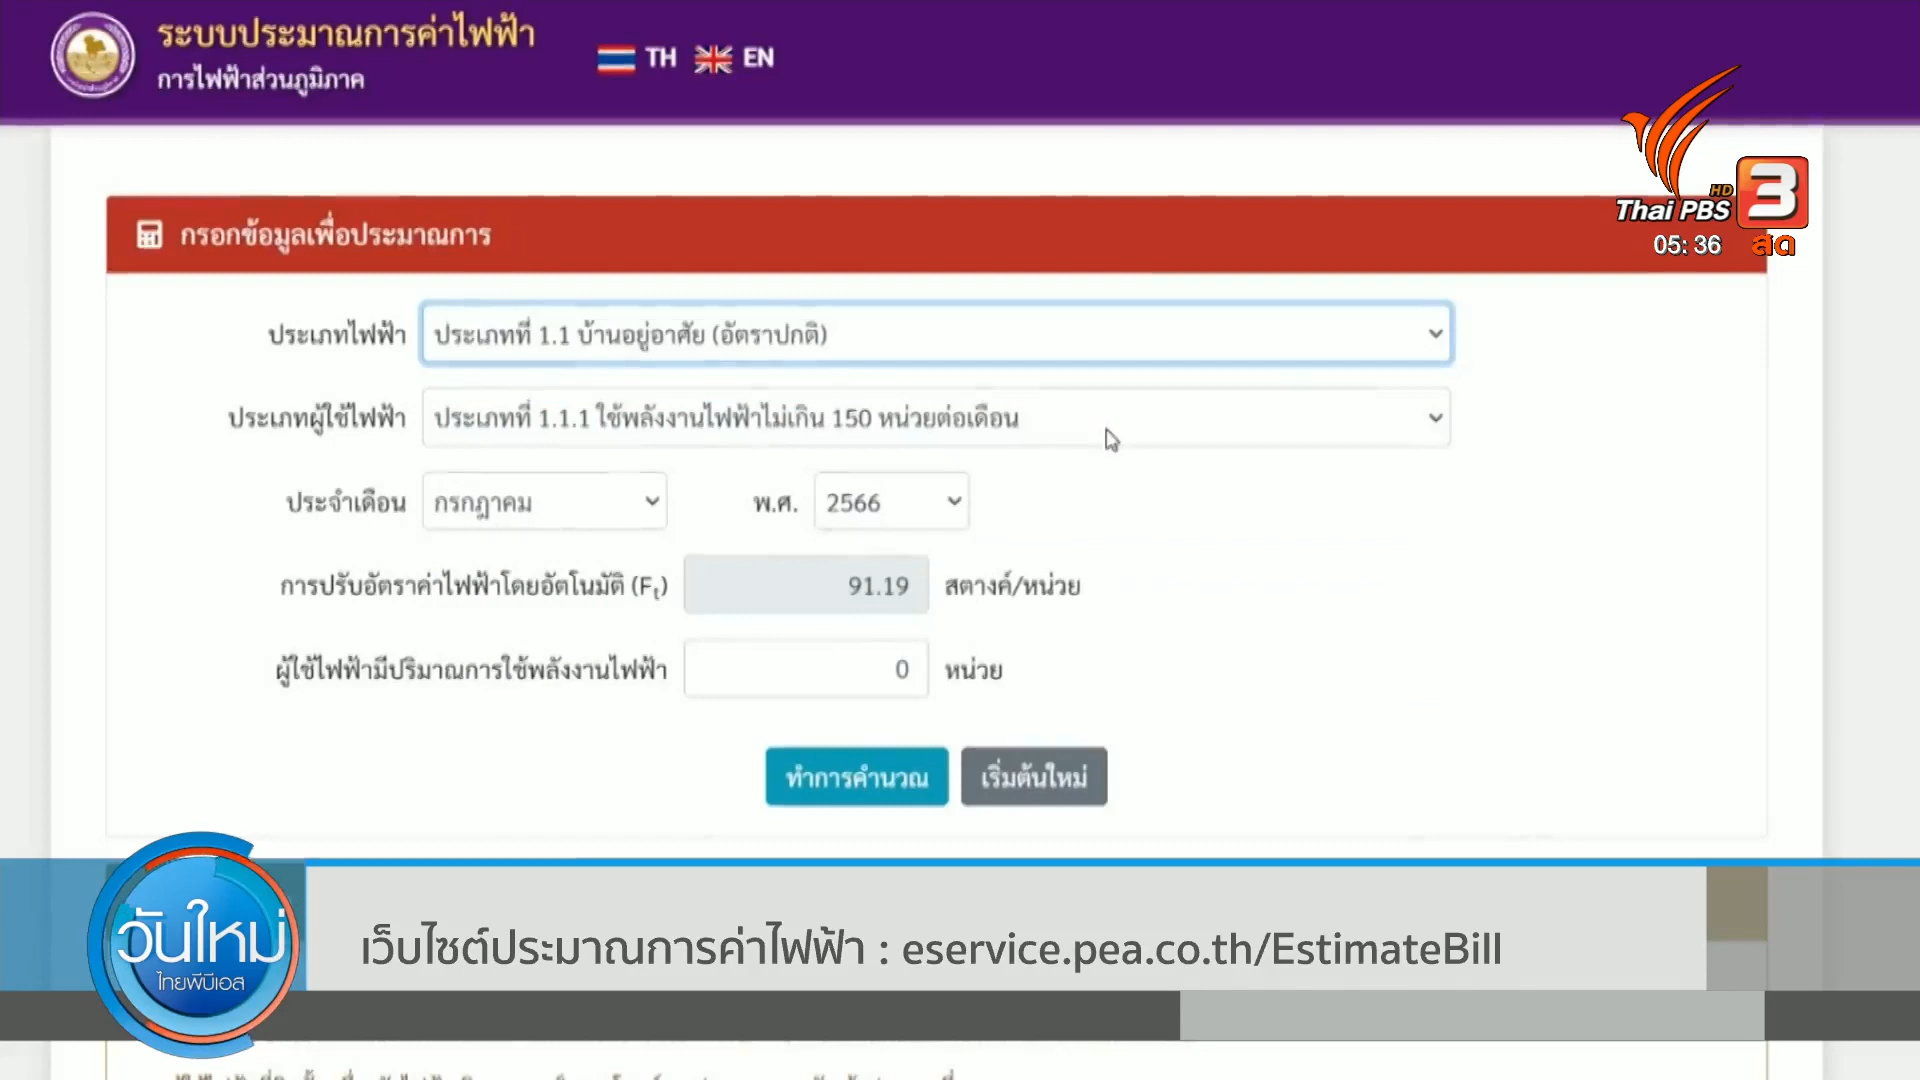 ระบบประมาณการค่าไฟฟ้า
การไฟฟ้าส่วนภูมิภาค
TH EN
Thai PBS HD 3
05:36 สด
กรอกข้อมูลเพื่อประมาณการ
ประเภทไฟฟ้า ประเภทที่ 1.1 บ้านอยู่อาศัย (อัตราปกติ)
ประเภทผู้ใช้ไฟฟ้า ประเภทที่ 1.1.1 ใช้พลังงานไฟฟ้าไม่เกิน 150 หน่วยต่อเดือน
ประจำเดือน กรกฎาคม พ.ศ. 2566
การปรับอัตราค่าไฟฟ้าโดยอัตโนมัติ (Ft) 91.19 สตางค์/หน่วย
ผู้ใช้ไฟฟ้ามีปริมาณการใช้พลังงานไฟฟ้า 0 หน่วย
ทำการคำนวณ เริ่มต้นใหม่
วันใหม่
ไทยพีบีเอส
เว็บไซต์ประมาณการค่าไฟฟ้า : eservice.pea.co.th/EstimateBill